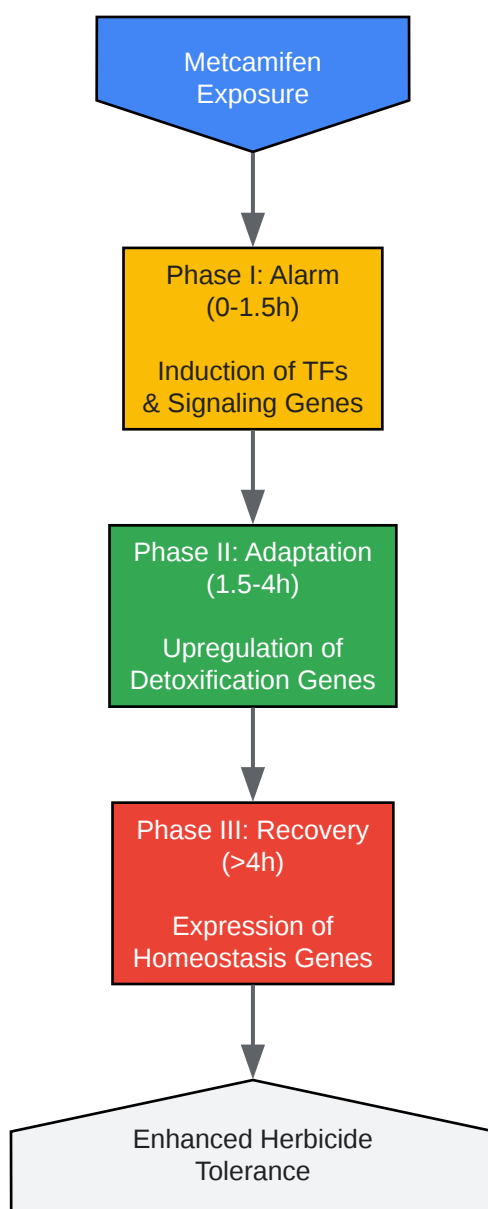 Metcamifen
Exposure
Phase I: Alarm
(0-1.5h)
Induction of TFs
& Signaling Genes
Phase II: Adaptation
(1.5-4h)
Upregulation of
Detoxification Genes
Phase III: Recovery
(>4h)
Expression of
Homeostasis Genes
Enhanced Herbicide
Tolerance